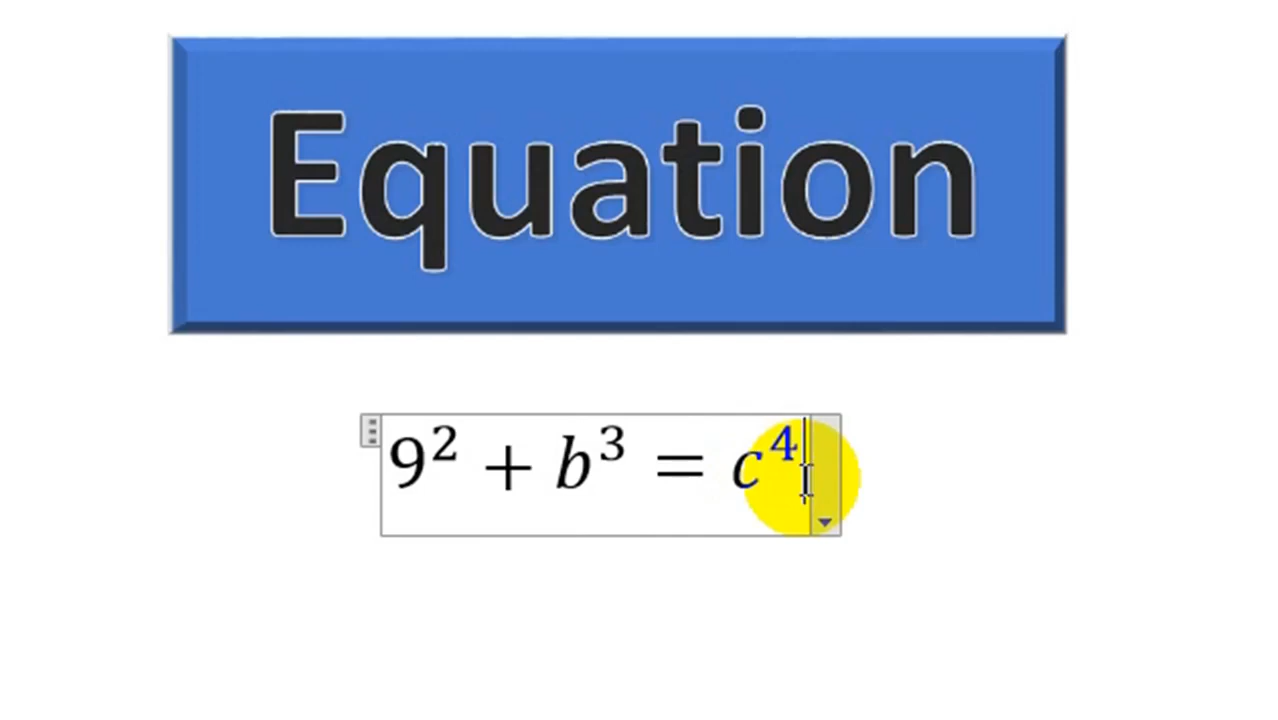 Equation
9² + b³ = c⁴